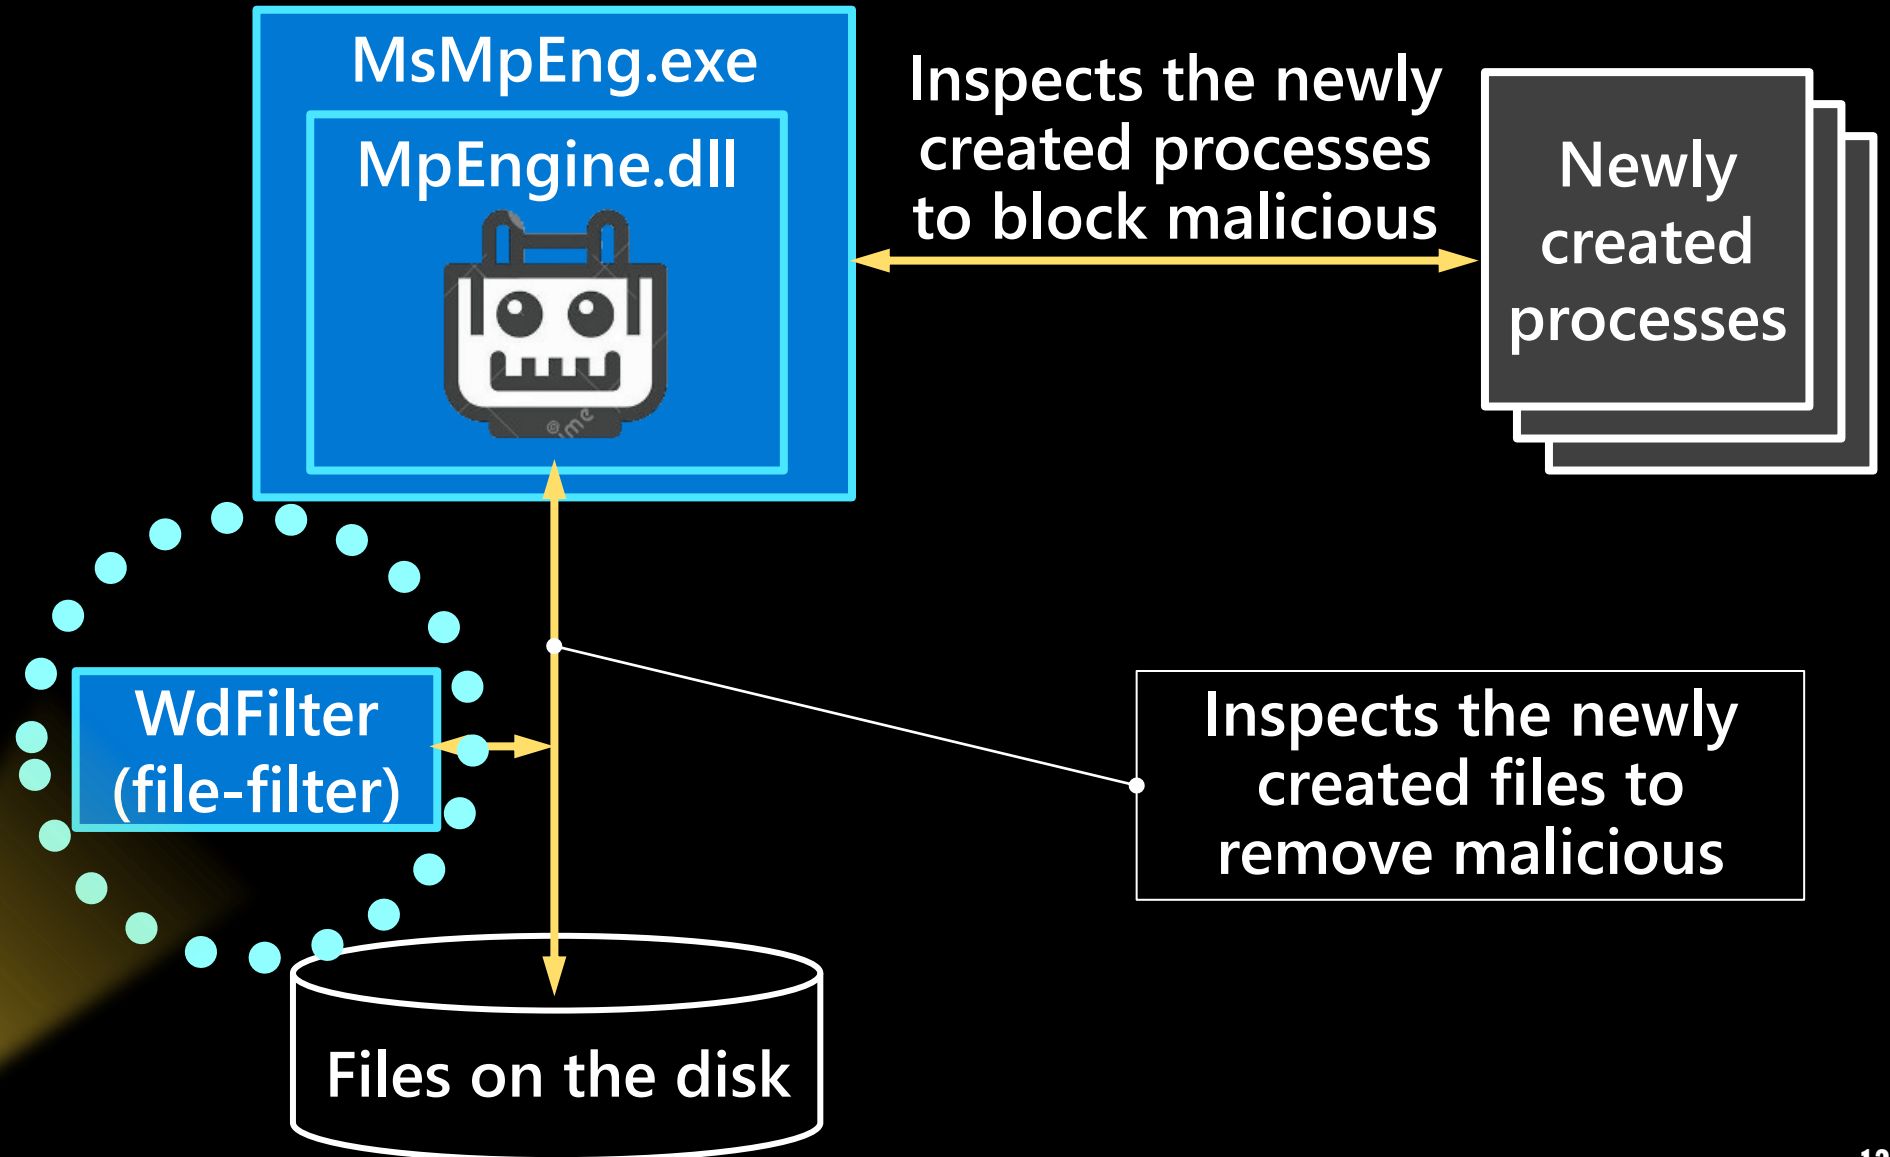 MsMpEng.exe
MpEngine.dll
Inspects the newly
created processes
to block malicious
Newly
created
processes
WdFilter
(file-filter)
Inspects the newly
created files to
remove malicious
Files on the disk